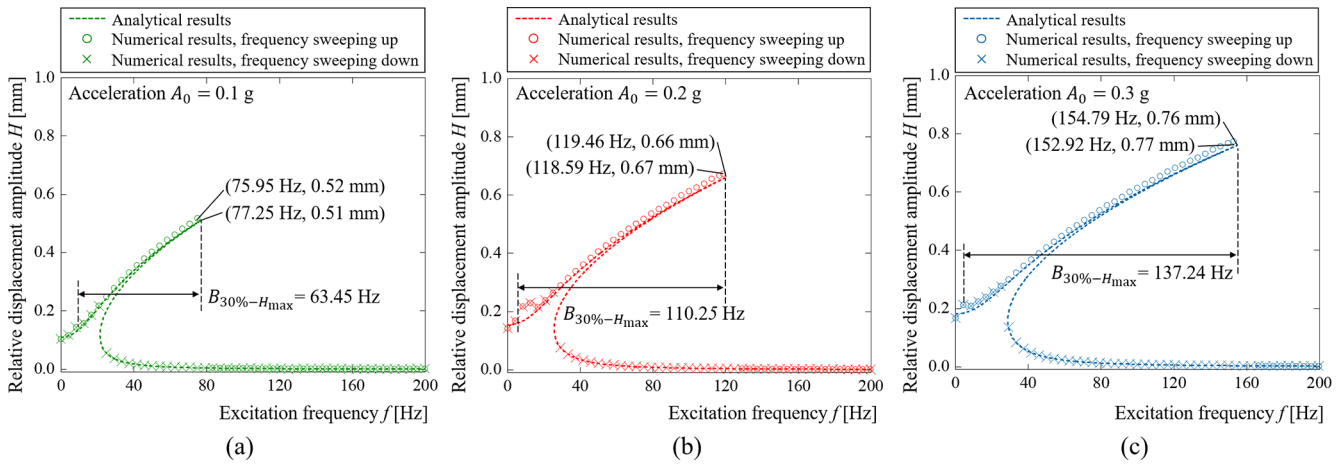 Analytical results
Numerical results, frequency sweeping up
Numerical results, frequency sweeping down
Relative displacement amplitude H [mm]
1.0
0.8
0.6
0.4
0.2
0.0
Acceleration A₀ = 0.1 g
(75.95 Hz, 0.52 mm)
(77.25 Hz, 0.51 mm)
B₃₀%−Hmax = 63.45 Hz
0 40 80 120 160 200
Excitation frequency f [Hz]
(a)
Analytical results
Numerical results, frequency sweeping up
Numerical results, frequency sweeping down
Relative displacement amplitude H [mm]
1.0
0.8
0.6
0.4
0.2
0.0
Acceleration A₀ = 0.2 g
(119.46 Hz, 0.66 mm)
(118.59 Hz, 0.67 mm)
B₃₀%−Hmax = 110.25 Hz
0 40 80 120 160 200
Excitation frequency f [Hz]
(b)
Analytical results
Numerical results, frequency sweeping up
Numerical results, frequency sweeping down
Relative displacement amplitude H [mm]
1.0
0.8
0.6
0.4
0.2
0.0
Acceleration A₀ = 0.3 g
(154.79 Hz, 0.76 mm)
(152.92 Hz, 0.77 mm)
B₃₀%−Hmax = 137.24 Hz
0 40 80 120 160 200
Excitation frequency f [Hz]
(c)